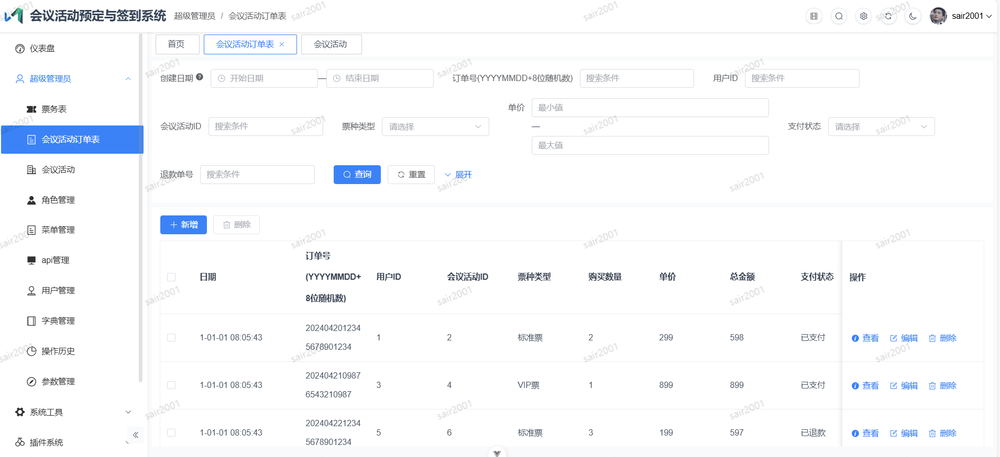 会议活动预定与签到系统
超级管理员 / 会议活动订单表
sair2001
仪表盘
超级管理员
票务表
会议活动订单表
会议活动
角色管理
菜单管理
api管理
用户管理
字典管理
操作历史
参数管理
系统工具
插件系统
首页
会议活动订单表
会议活动
创建日期 开始日期 — 结束日期
订单号(YYYYMMDD+8位随机数) 搜索条件
用户ID 搜索条件
会议活动ID 搜索条件
票种类型 请选择
单价 最小值
—
最大值
支付状态 请选择
退款单号 搜索条件
查询
重置
展开
新增
删除
日期
订单号
(YYYYMMDD+
8位随机数)
用户ID
会议活动ID
票种类型
购买数量
单价
总金额
支付状态
操作
1-01-01 08:05:43
202404201234
5678901234
1
2
标准票
2
299
598
已支付
查看 编辑 删除
1-01-01 08:05:43
202404210987
6543210987
3
4
VIP票
1
899
899
已支付
查看 编辑 删除
1-01-01 08:05:43
202404221234
5678901234
5
6
标准票
3
199
597
已退款
查看 编辑 删除